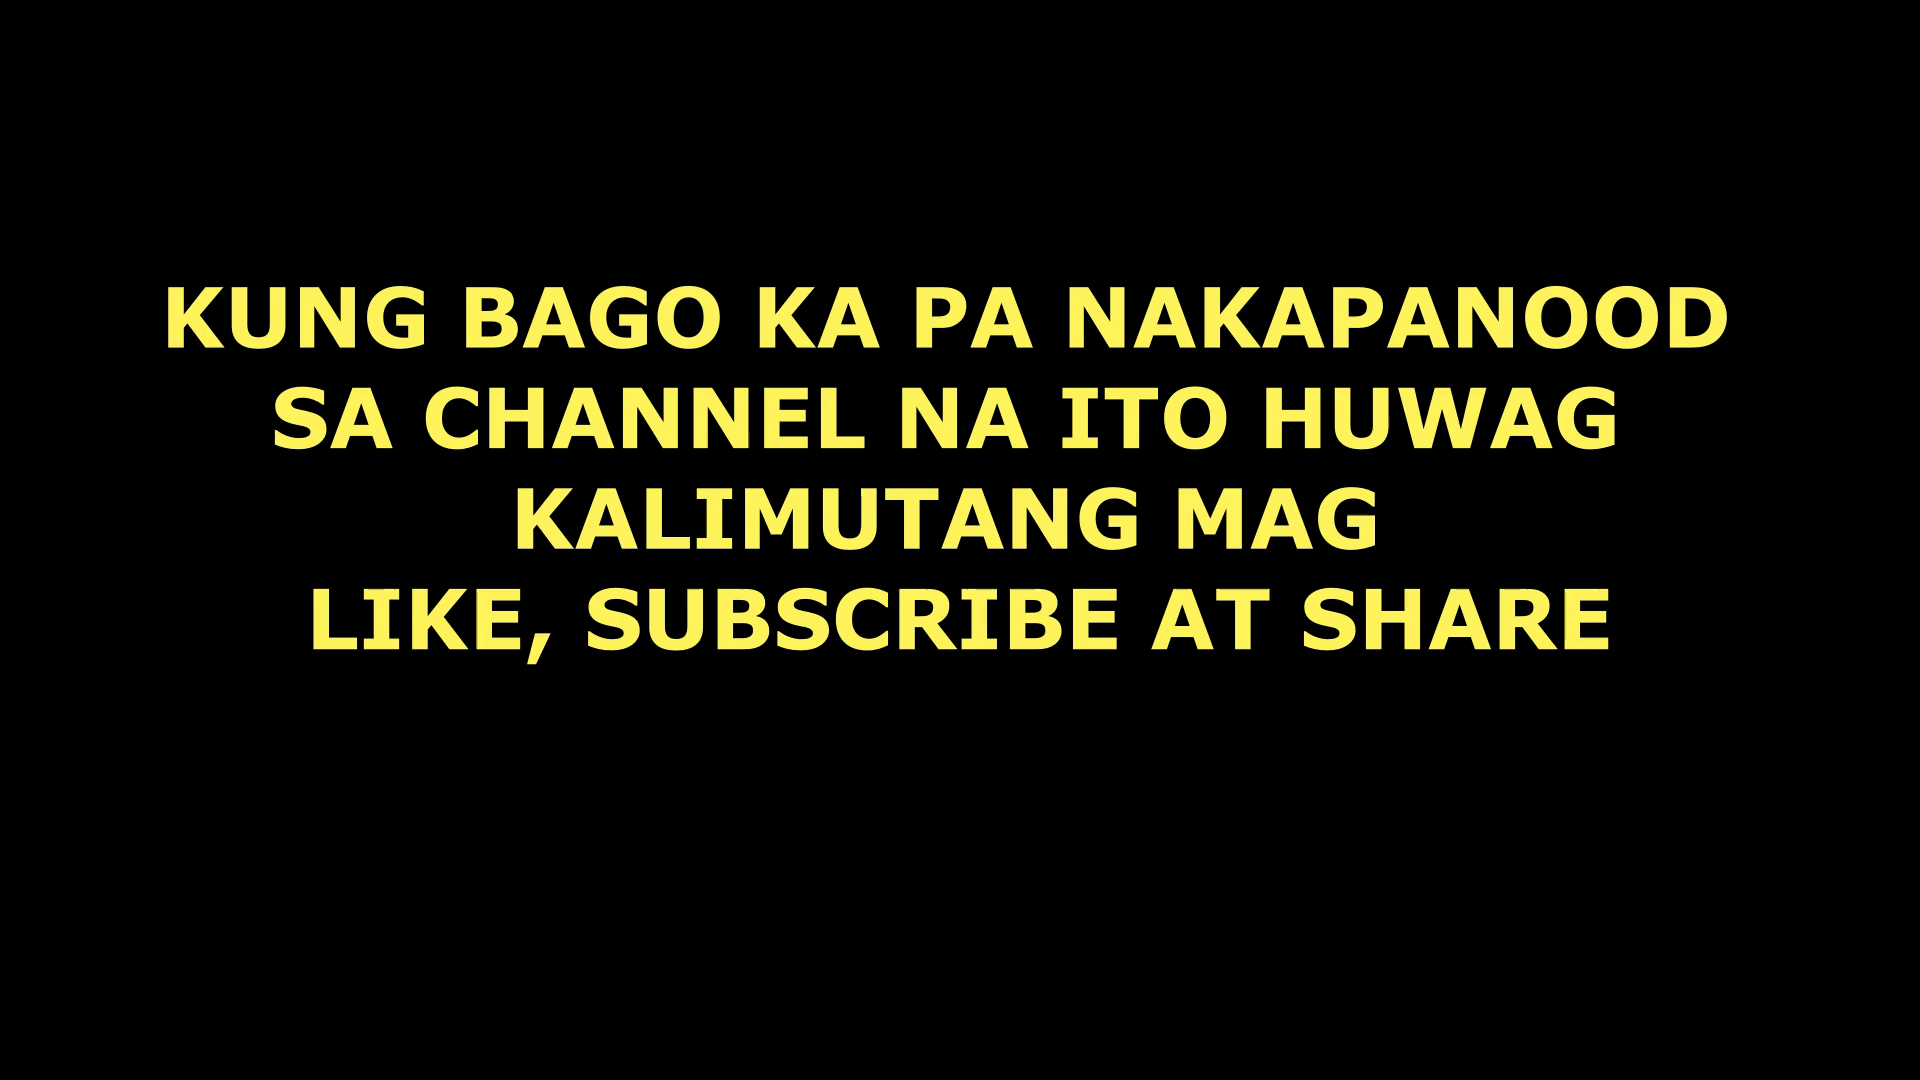 KUNG BAGO KA PA NAKAPANOOD
SA CHANNEL NA ITO HUWAG
KALIMUTANG MAG
LIKE, SUBSCRIBE AT SHARE